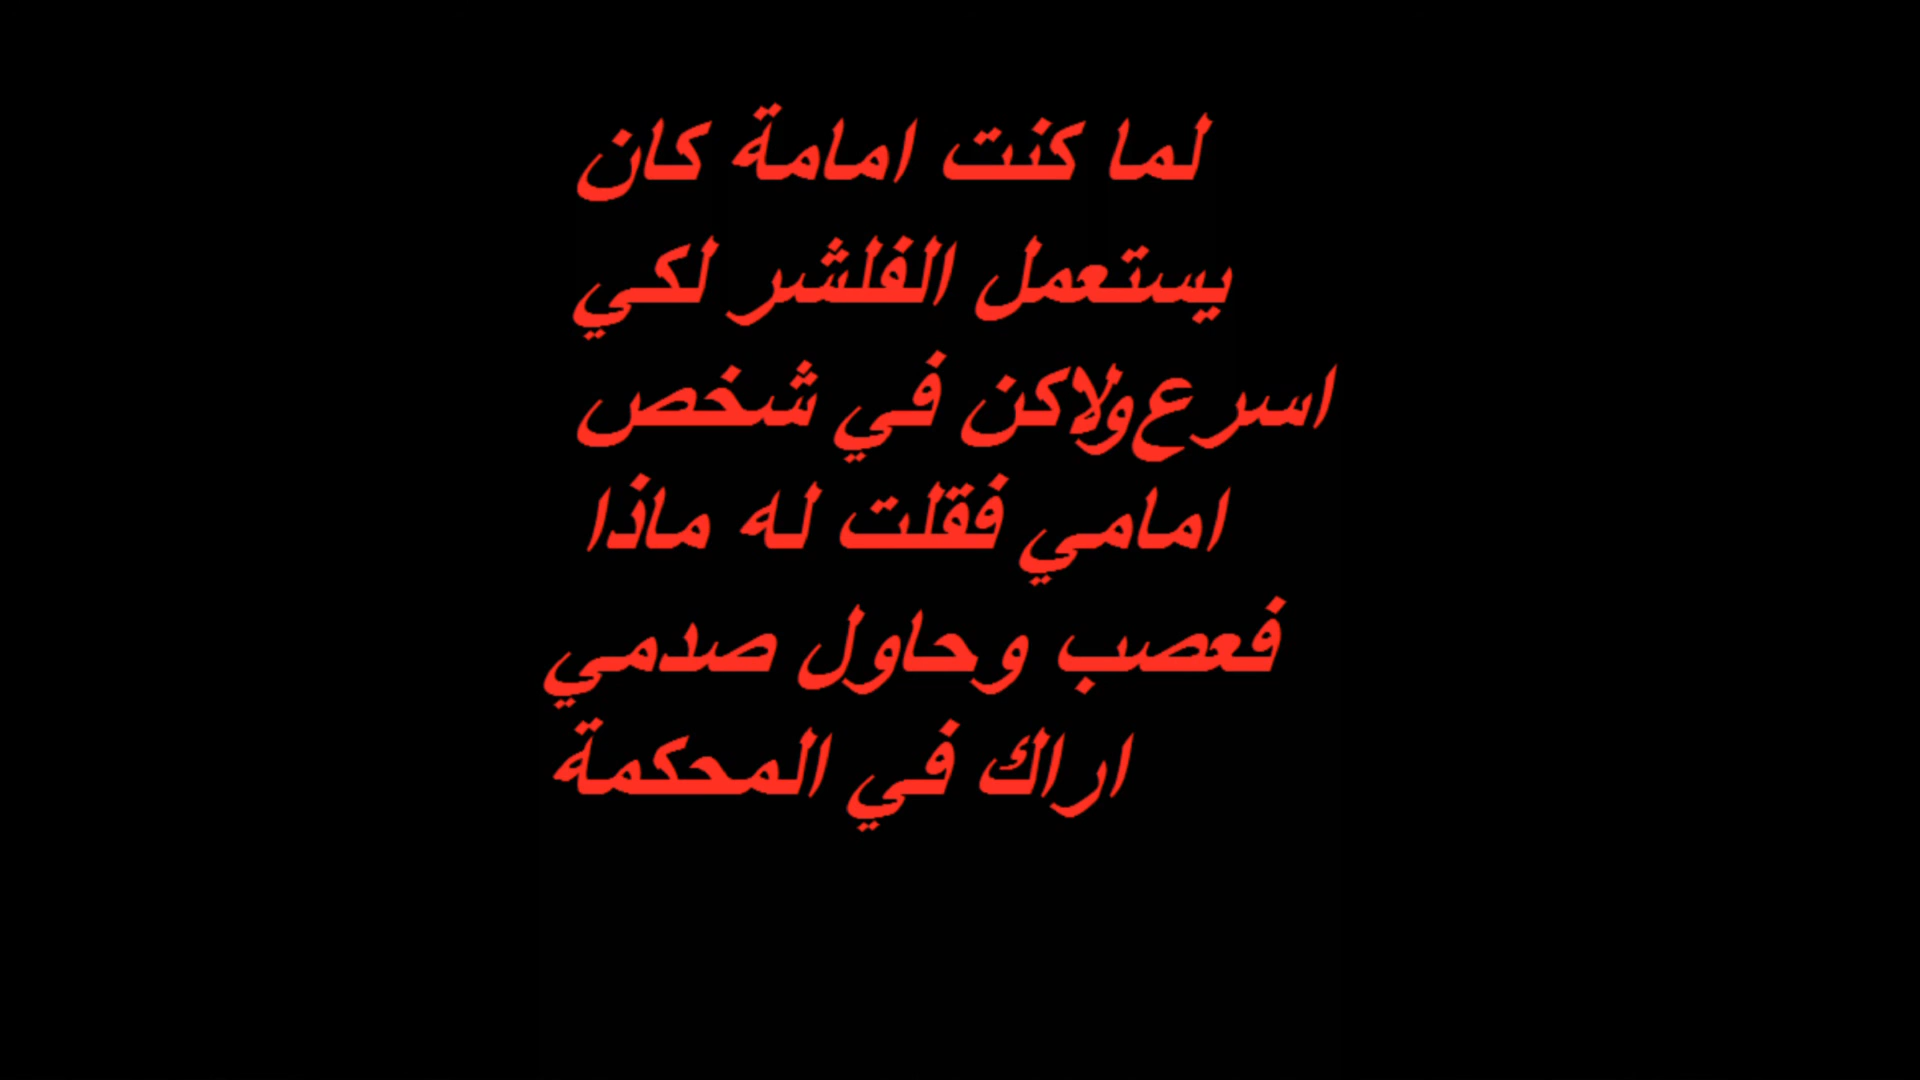 لما كنت امامة كان
يستعمل الفلشر لكي
اسرع ولاكن في شخص
امامي فقلت له ماذا
فعصب وحاول صدمي
اراك في المحكمة